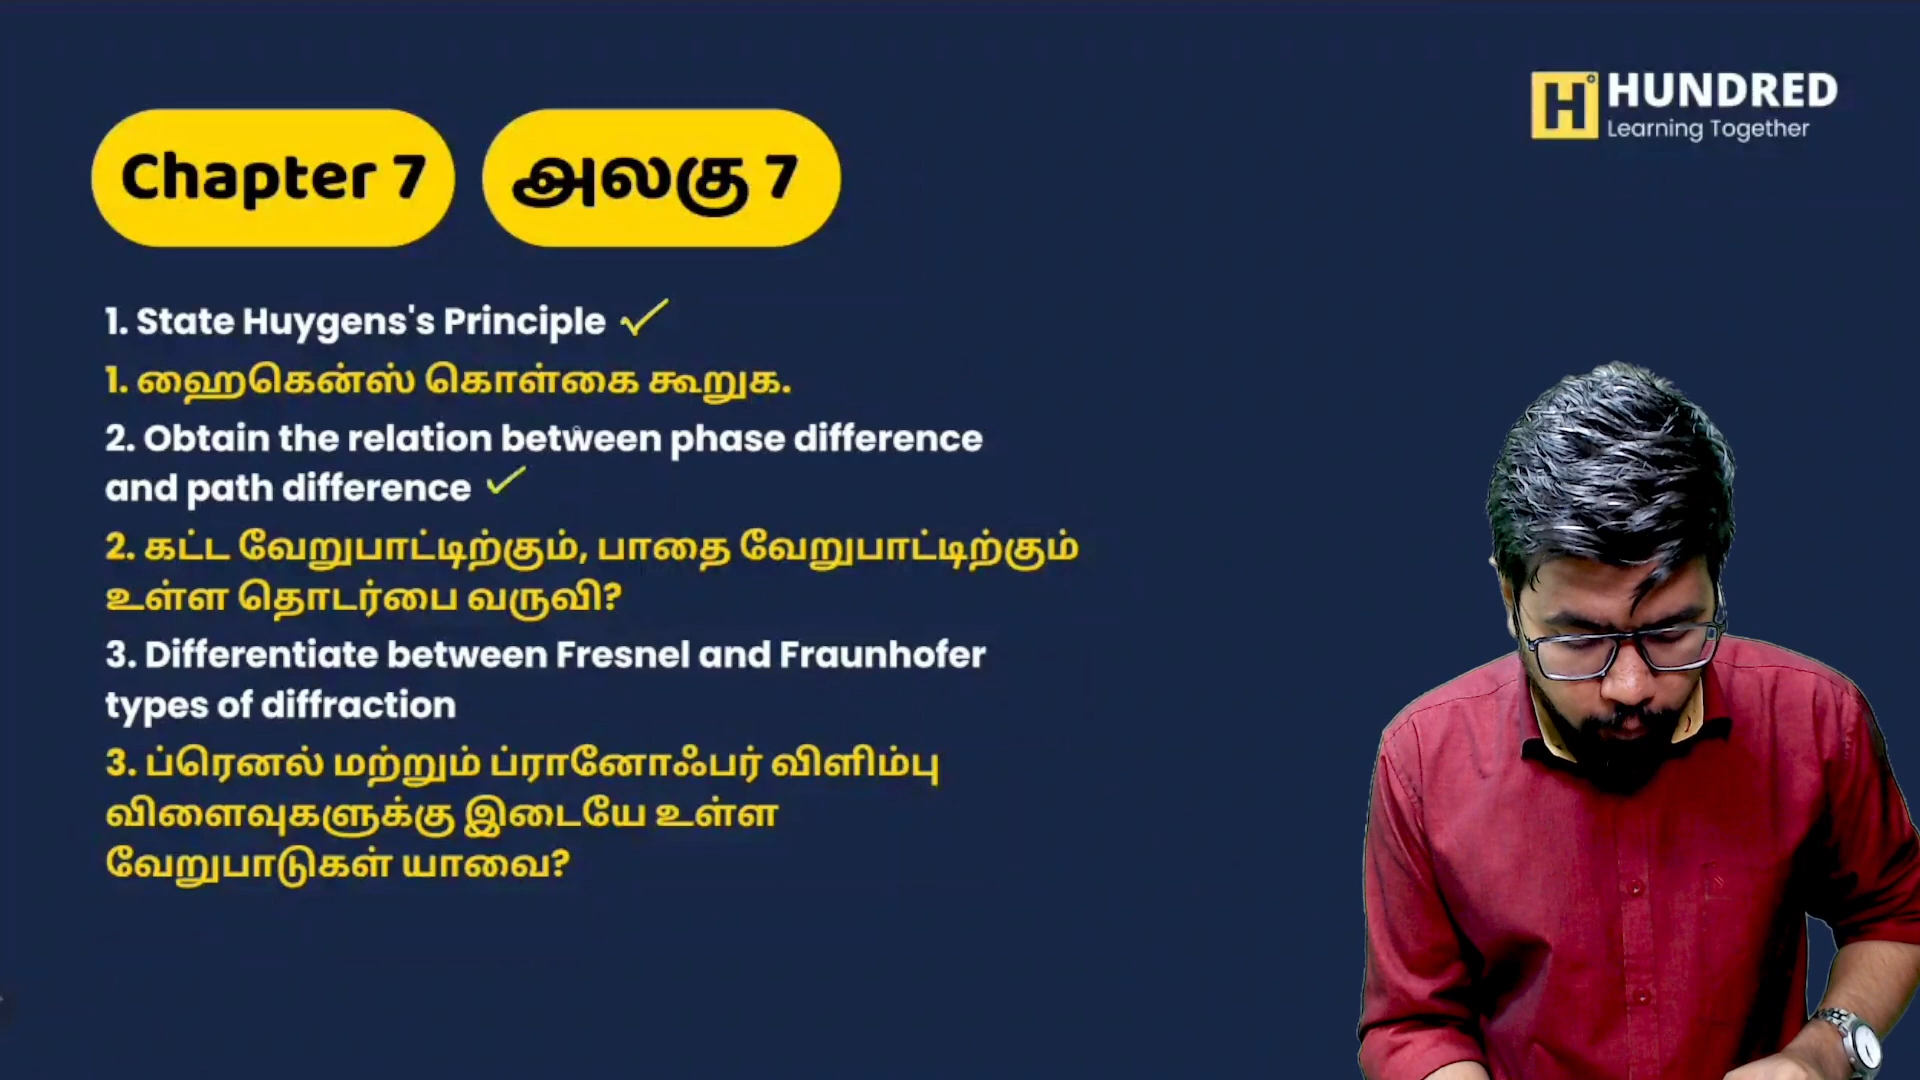 HUNDRED
Learning Together
Chapter 7
அலகு 7
1. State Huygens's Principle
1. ஹைகென்ஸ் கொள்கை கூறுக.
2. Obtain the relation between phase difference
and path difference
2. கட்ட வேறுபாட்டிற்கும், பாதை வேறுபாட்டிற்கும்
உள்ள தொடர்பை வருவி?
3. Differentiate between Fresnel and Fraunhofer
types of diffraction
3. ப்ரெனல் மற்றும் ப்ரானோஃபர் விளிம்பு
விளைவுகளுக்கு இடையே உள்ள
வேறுபாடுகள் யாவை?